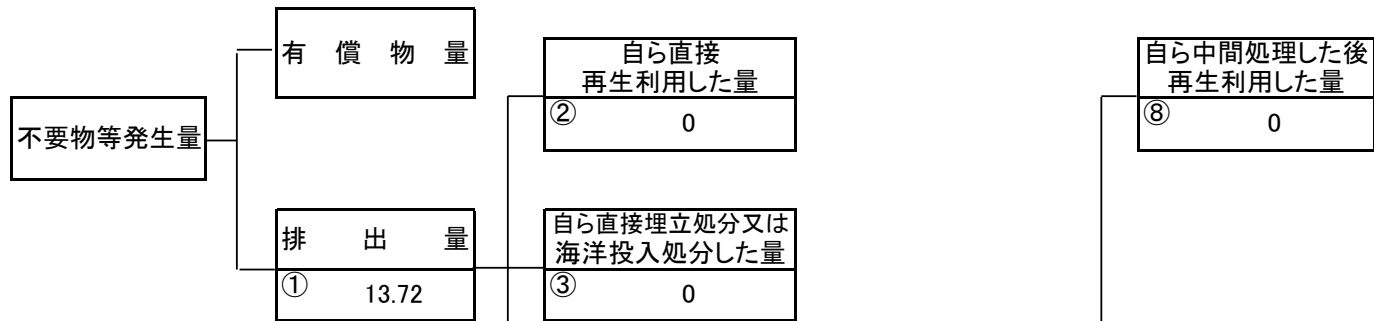 不要物等発生量
有償物量
排出量
① 13.72
自ら直接
再生利用した量
② 0
自ら直接埋立処分又は
海洋投入処分した量
③ 0
自ら中間処理した後
再生利用した量
⑧ 0